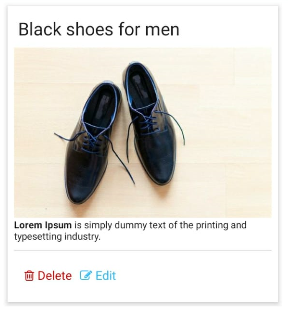 Black shoes for men
Lorem Ipsum is simply dummy text of the printing and
typesetting industry.
Delete Edit